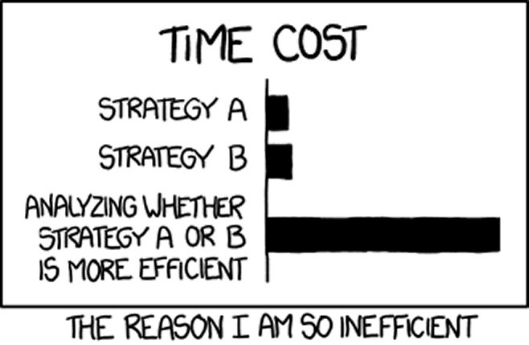 TIME COST
STRATEGY A
STRATEGY B
ANALYZING WHETHER
STRATEGY A OR B
IS MORE EFFICIENT
THE REASON I AM SO INEFFICIENT